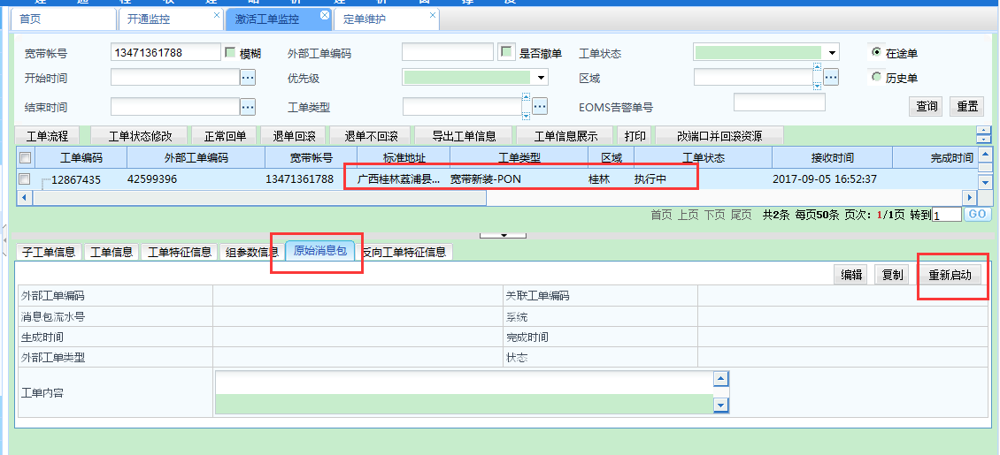 首页 开通监控 激活工单监控 定单维护
宽带帐号 13471361788 模糊 外部工单编码 是否撤单 工单状态 在途单
开始时间 优先级 区域 历史单
结束时间 工单类型 EOMS告警单号 查询 重置
工单流程 工单状态修改 正常回单 退单回滚 退单不回滚 导出工单信息 工单信息展示 打印 改端口并回滚资源
工单编码 外部工单编码 宽带帐号 标准地址 工单类型 区域 工单状态 接收时间 完成时间
12867435 42599396 13471361788 广西桂林荔浦县... 宽带新装-PON 桂林 执行中 2017-09-05 16:52:37
首页 上页 下页 尾页 共2条 每页50条 页次：1/1页 转到 1 GO
子工单信息 工单信息 工单特征信息 组参数信息 原始消息包 反向工单特征信息
编辑 复制 重新启动
外部工单编码 关联工单编码
消息包流水号 系统
生成时间 完成时间
外部工单类型 状态
工单内容